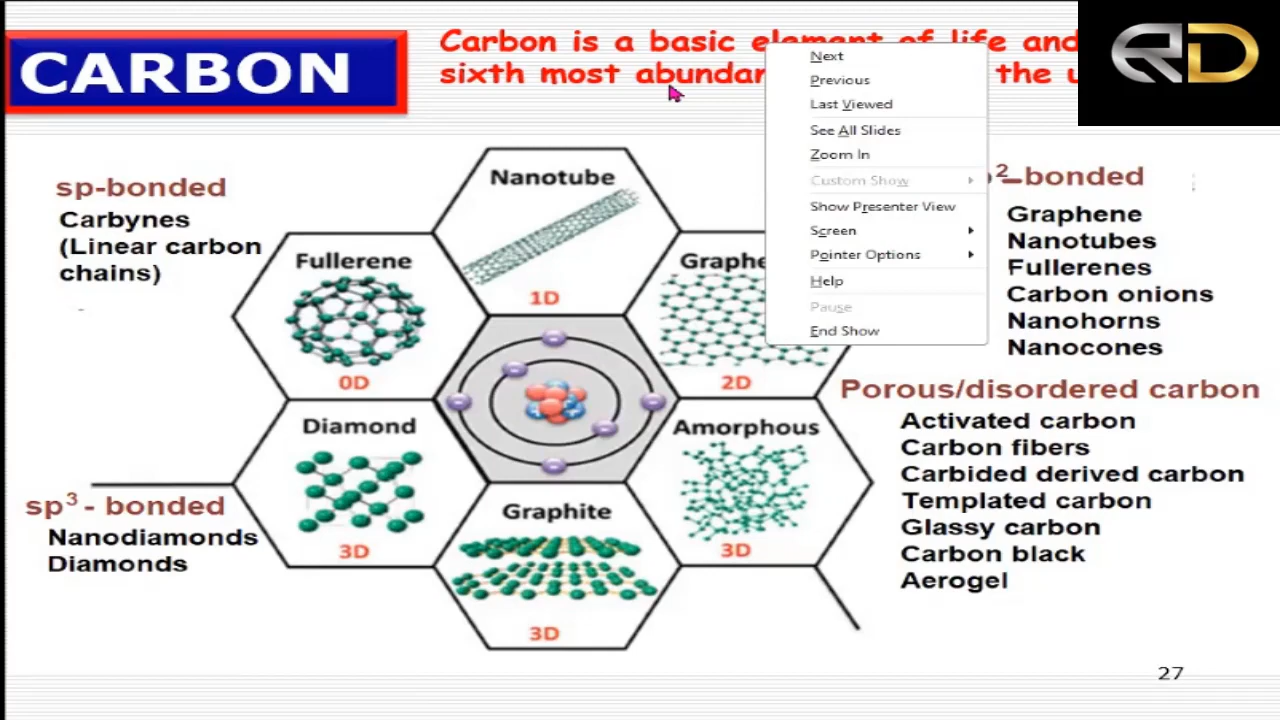 CARBON
Carbon is a basic element of life and
sixth most the
RD
Next
Previous
Last Viewed
See All Slides
Zoom In
Custom Show
Show Presenter View
Screen
Pointer Options
Help
Pause
End Show
sp-bonded
Carbynes
(Linear carbon
chains)
Nanotube
1D
Fullerene
0D
2D
2-bonded
Graphene
Nanotubes
Fullerenes
Carbon onions
Nanohorns
Nanocones
Diamond
3D
Amorphous
3D
Graphite
3D
Porous/disordered carbon
Activated carbon
Carbon fibers
Carbided derived carbon
Templated carbon
Glassy carbon
Carbon black
Aerogel
sp3 - bonded
Nanodiamonds
Diamonds
27